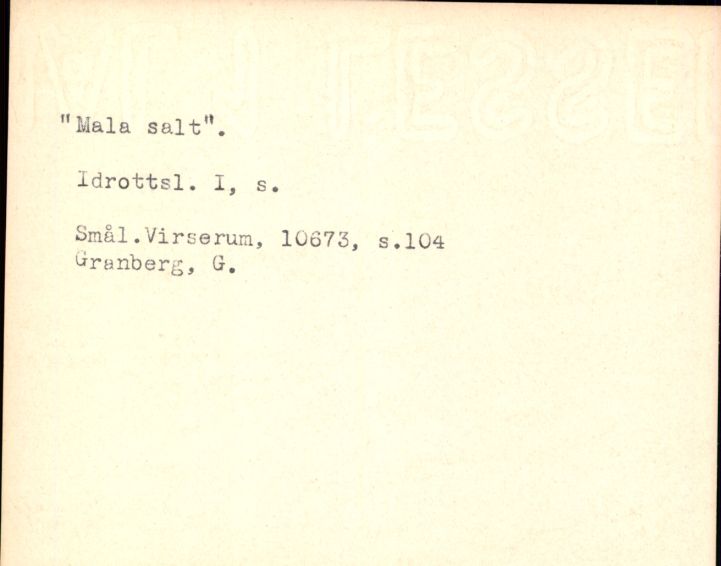 "Mala salt".
Idrottsl. I, s.
Smål.Virserum, 10673, s.104
Granberg, G.